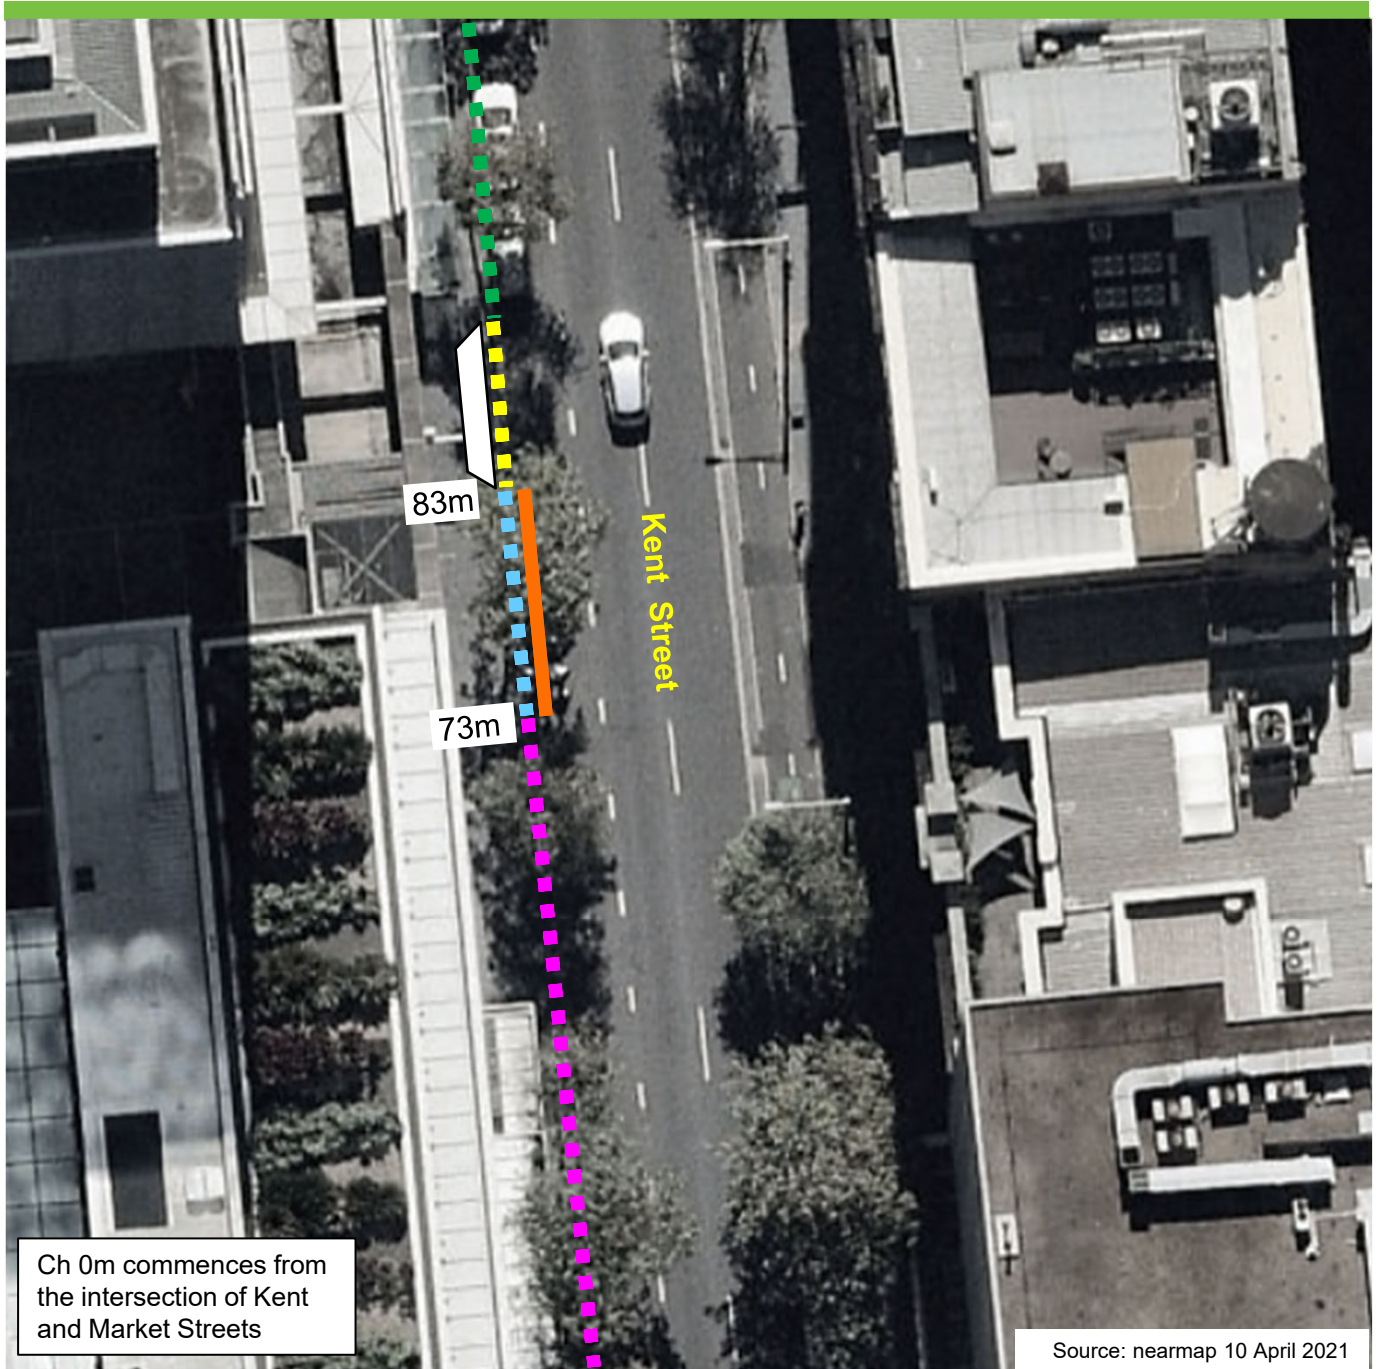 83m
Kent Street
73m
Ch 0m commences from
the intersection of Kent
and Market Streets
Source: nearmap 10 April 2021